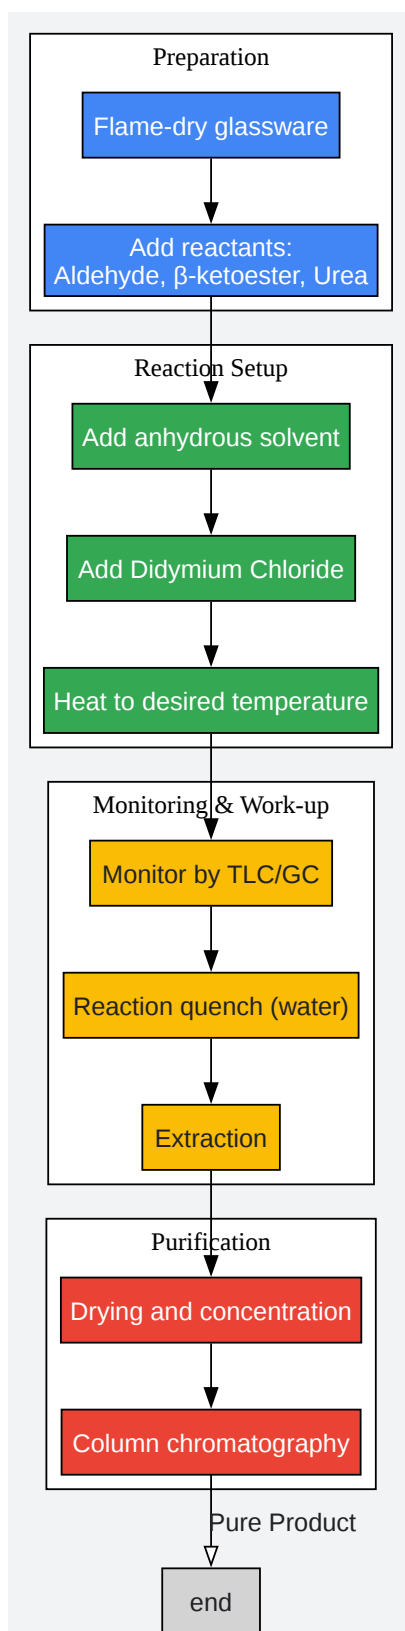 Preparation
Flame-dry glassware
Add reactants:
Aldehyde, β-ketoester, Urea
Reaction Setup
Add anhydrous solvent
Add Didymium Chloride
Heat to desired temperature
Monitoring & Work-up
Monitor by TLC/GC
Reaction quench (water)
Extraction
Purification
Drying and concentration
Column chromatography
Pure Product
end